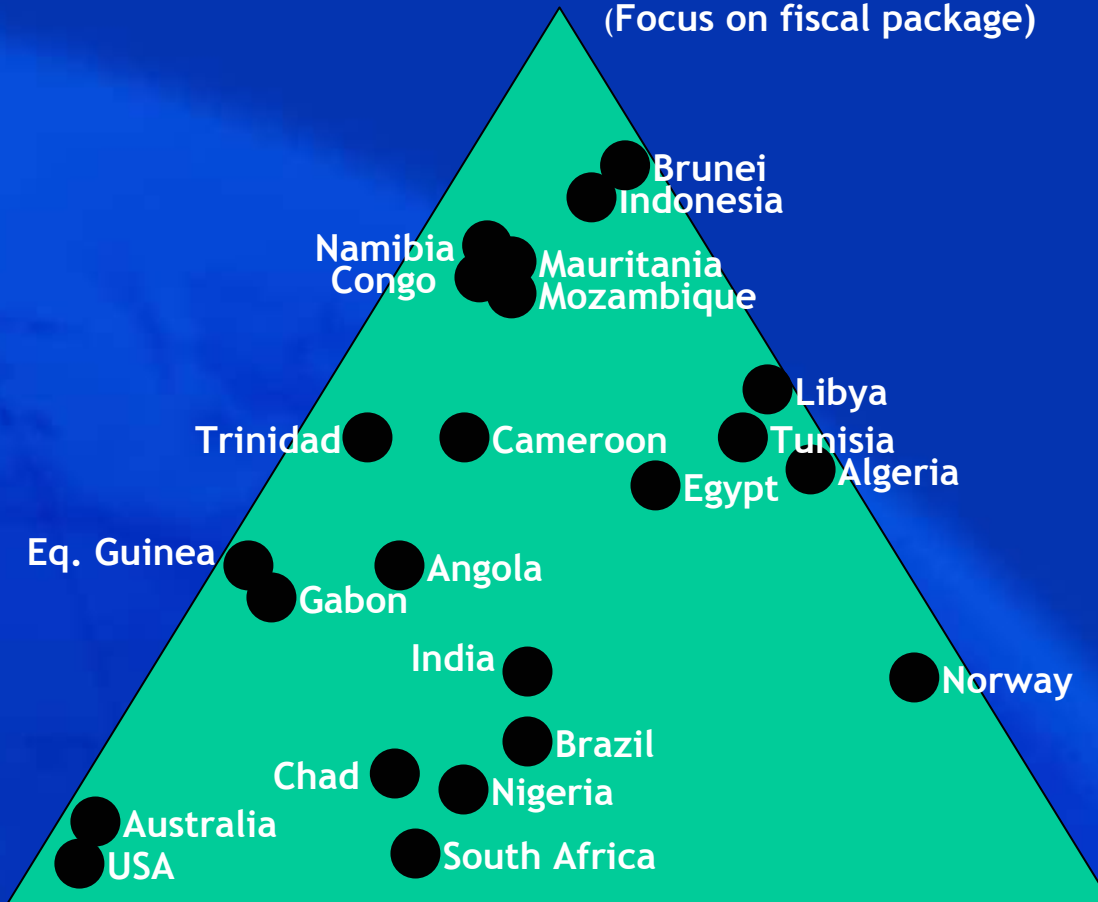 (Focus on fiscal package)
Brunei
Indonesia
Namibia
Mauritania
Congo
Mozambique
Libya
Trinidad
Cameroon
Tunisia
Algeria
Egypt
Eq. Guinea
Angola
Gabon
India
Norway
Brazil
Chad
Nigeria
Australia
South Africa
USA